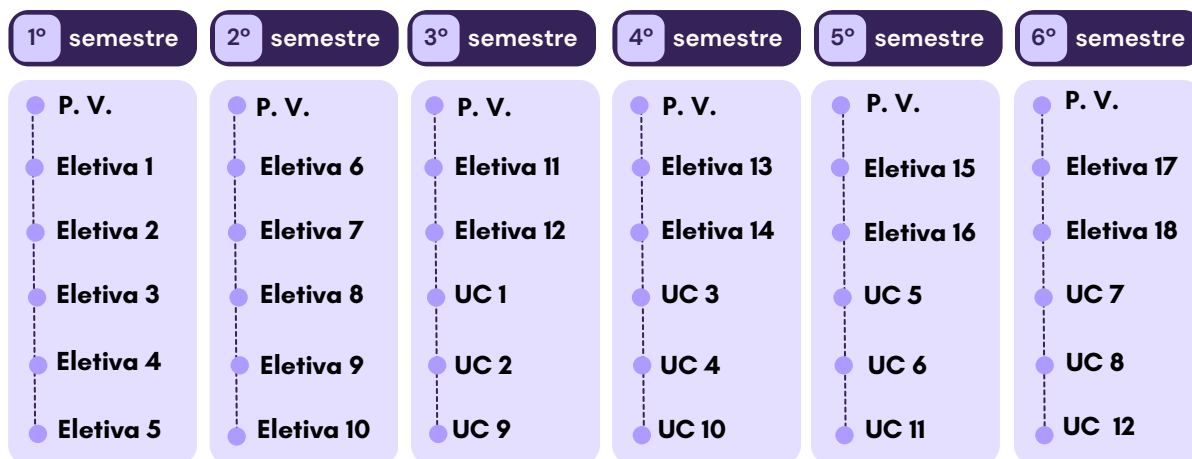 1º semestre
P. V.
Eletiva 1
Eletiva 2
Eletiva 3
Eletiva 4
Eletiva 5
2º semestre
P. V.
Eletiva 6
Eletiva 7
Eletiva 8
Eletiva 9
Eletiva 10
3º semestre
P. V.
Eletiva 11
Eletiva 12
UC 1
UC 2
UC 9
4º semestre
P. V.
Eletiva 13
Eletiva 14
UC 3
UC 4
UC 10
5º semestre
P. V.
Eletiva 15
Eletiva 16
UC 5
UC 6
UC 11
6º semestre
P. V.
Eletiva 17
Eletiva 18
UC 7
UC 8
UC 12